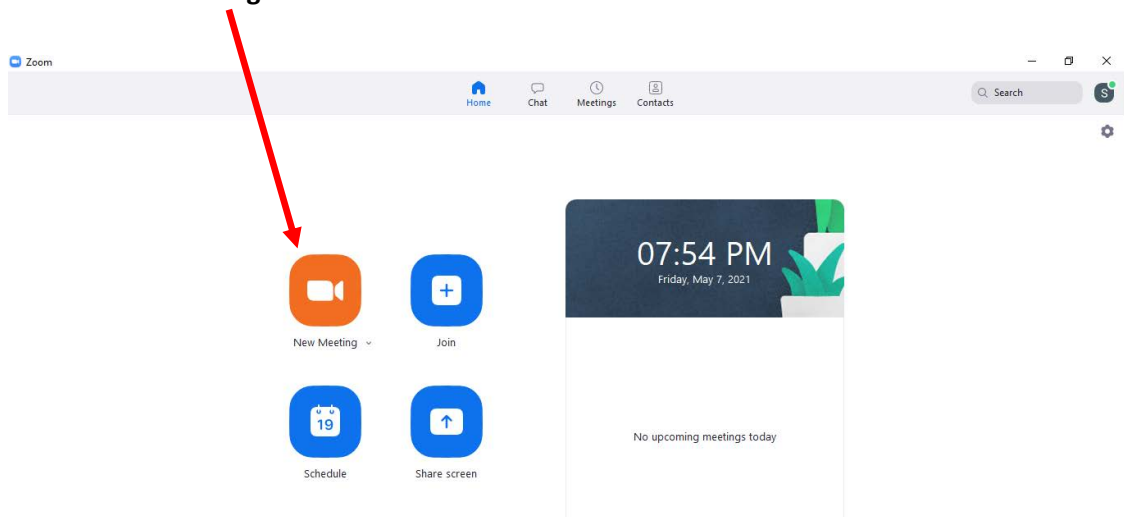 Zoom
Home Chat Meetings Contacts
Search
S
07:54 PM
Friday, May 7, 2021
New Meeting
Join
19
Schedule
Share screen
No upcoming meetings today